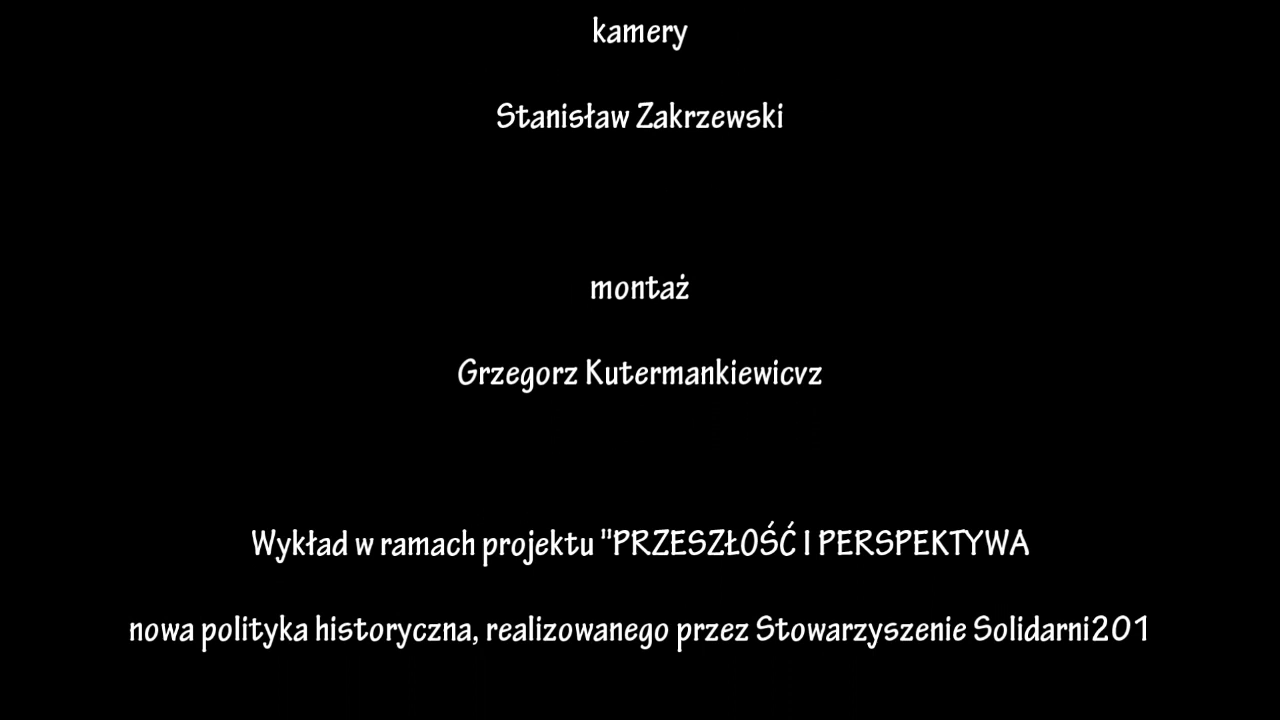 kamery
Stanisław Zakrzewski
montaż
Grzegorz Kutermankiewicvz
Wykład w ramach projektu "PRZESZŁOŚĆ I PERSPEKTYWA
nowa polityka historyczna, realizowanego przez Stowarzyszenie Solidarni201